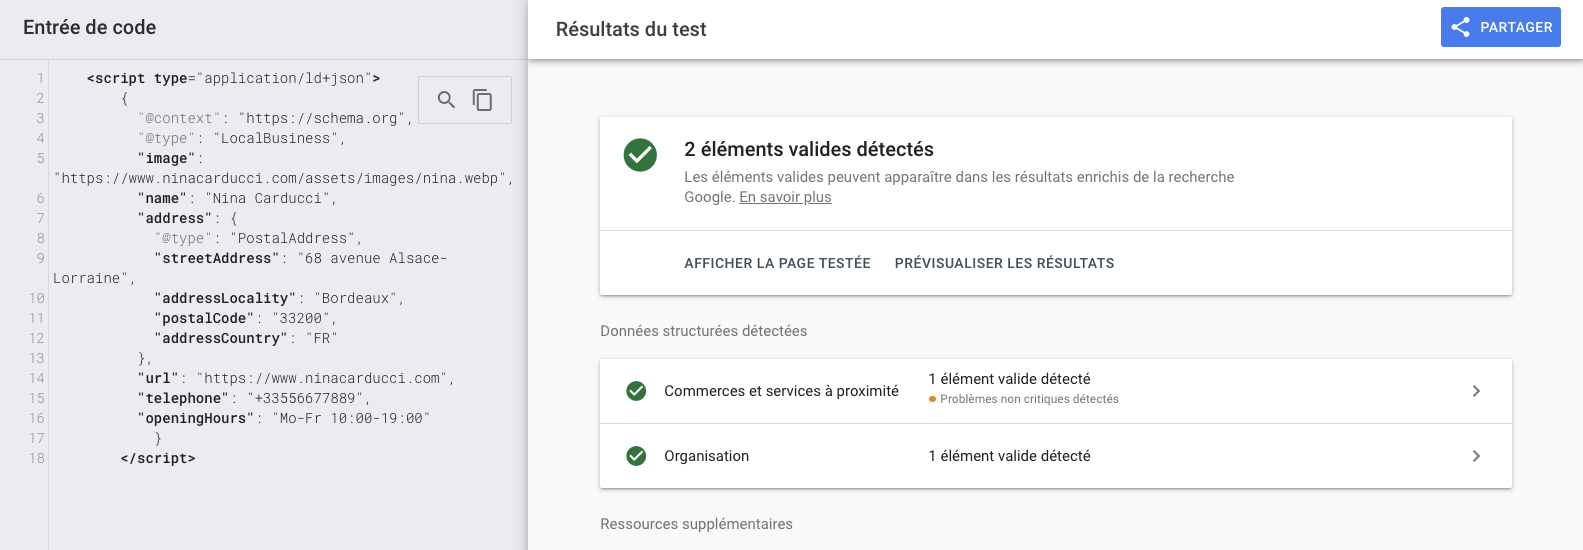 Entrée de code
1 <script type="application/ld+json">
2 {
3 "@context": "https://schema.org",
4 "@type": "LocalBusiness",
5 "image":
"https://www.ninacarducci.com/assets/images/nina.webp",
6 "name": "Nina Carducci",
7 "address": {
8 "@type": "PostalAddress",
9 "streetAddress": "68 avenue Alsace-
Lorraine",
10 "addressLocality": "Bordeaux",
11 "postalCode": "33200",
12 "addressCountry": "FR"
13 },
14 "url": "https://www.ninacarducci.com",
15 "telephone": "+33556677889",
16 "openingHours": "Mo-Fr 10:00-19:00"
17 }
18 </script>
Résultats du test
PARTAGER
2 éléments valides détectés
Les éléments valides peuvent apparaître dans les résultats enrichis de la recherche
Google. En savoir plus
AFFICHER LA PAGE TESTÉE PRÉVISUALISER LES RÉSULTATS
Données structurées détectées
Commerces et services à proximité
1 élément valide détecté
Problèmes non critiques détectés
Organisation
1 élément valide détecté
Ressources supplémentaires